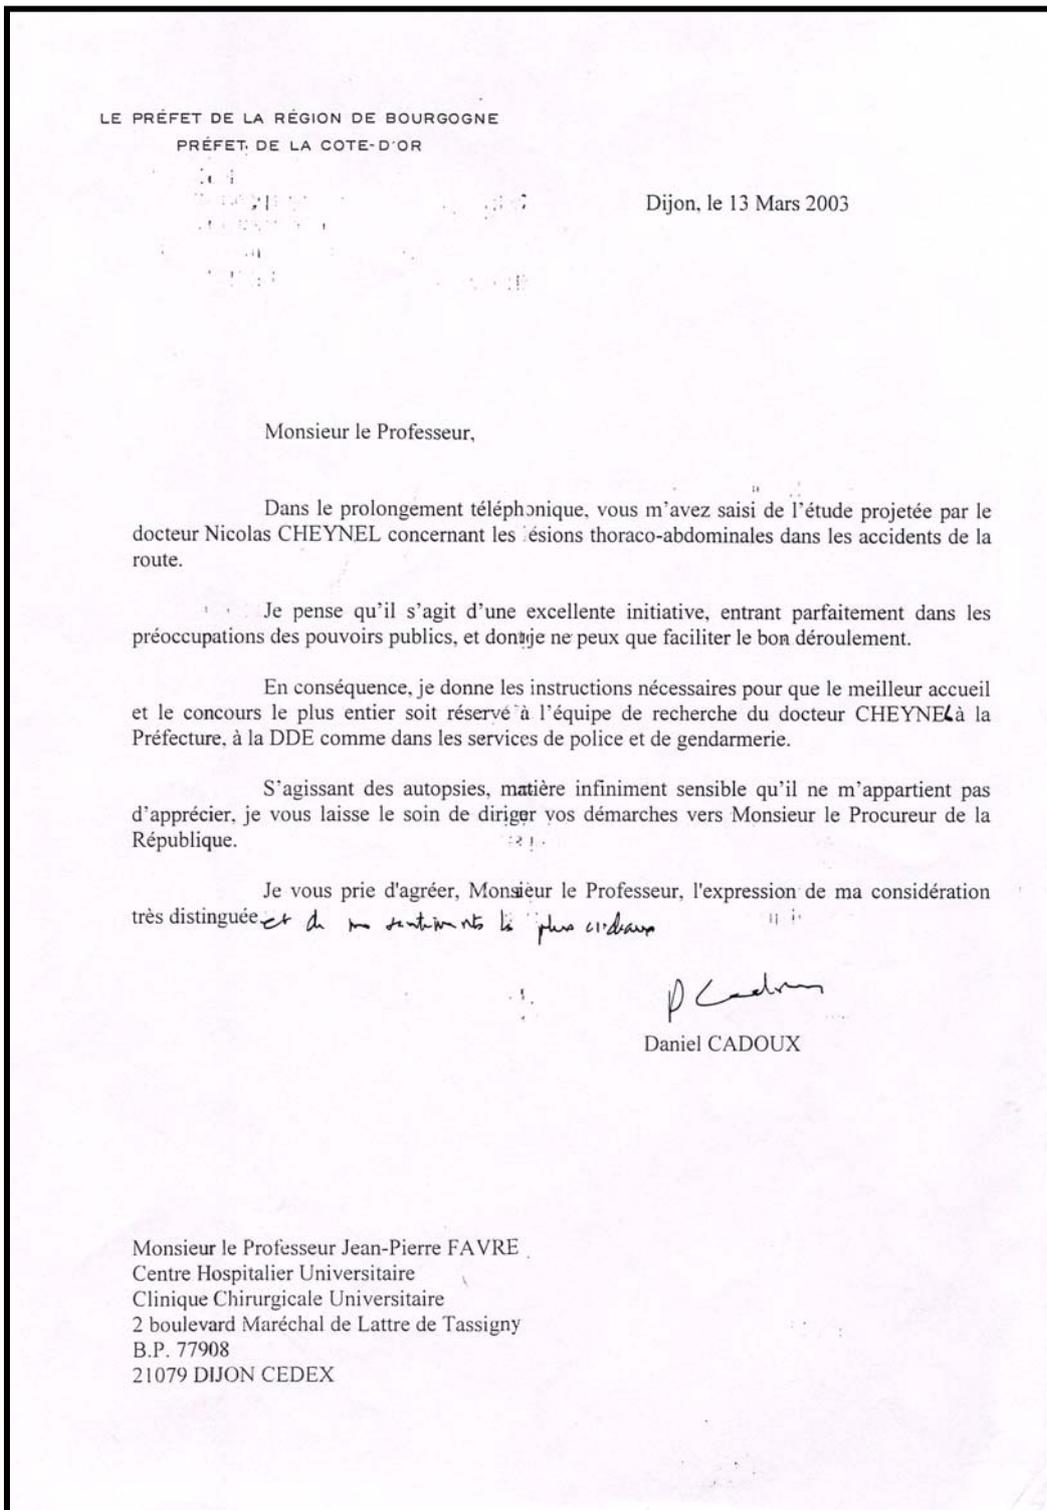 LE PRÉFET DE LA RÉGION DE BOURGOGNE
PRÉFET DE LA COTE-D'OR
Dijon, le 13 Mars 2003
Monsieur le Professeur,
Dans le prolongement téléphonique, vous m'avez saisi de l'étude projetée par le
docteur Nicolas CHEYNEL concernant les lésions thoraco-abdominales dans les accidents de la
route.
Je pense qu'il s'agit d'une excellente initiative, entrant parfaitement dans les
préoccupations des pouvoirs publics, et dont je ne peux que faciliter le bon déroulement.
En conséquence, je donne les instructions nécessaires pour que le meilleur accueil
et le concours le plus entier soit réservé à l'équipe de recherche du docteur CHEYNEL à la
Préfecture, à la DDE comme dans les services de police et de gendarmerie.
S'agissant des autopsies, matière infiniment sensible qu'il ne m'appartient pas
d'apprécier, je vous laisse le soin de diriger vos démarches vers Monsieur le Procureur de la
République.
Je vous prie d'agréer, Monsieur le Professeur, l'expression de ma considération
très distinguée et de mes sentiments les plus cordiaux
D Cadoux
Daniel CADOUX
Monsieur le Professeur Jean-Pierre FAVRE
Centre Hospitalier Universitaire
Clinique Chirurgicale Universitaire
2 boulevard Maréchal de Lattre de Tassigny
B.P. 77908
21079 DIJON CEDEX